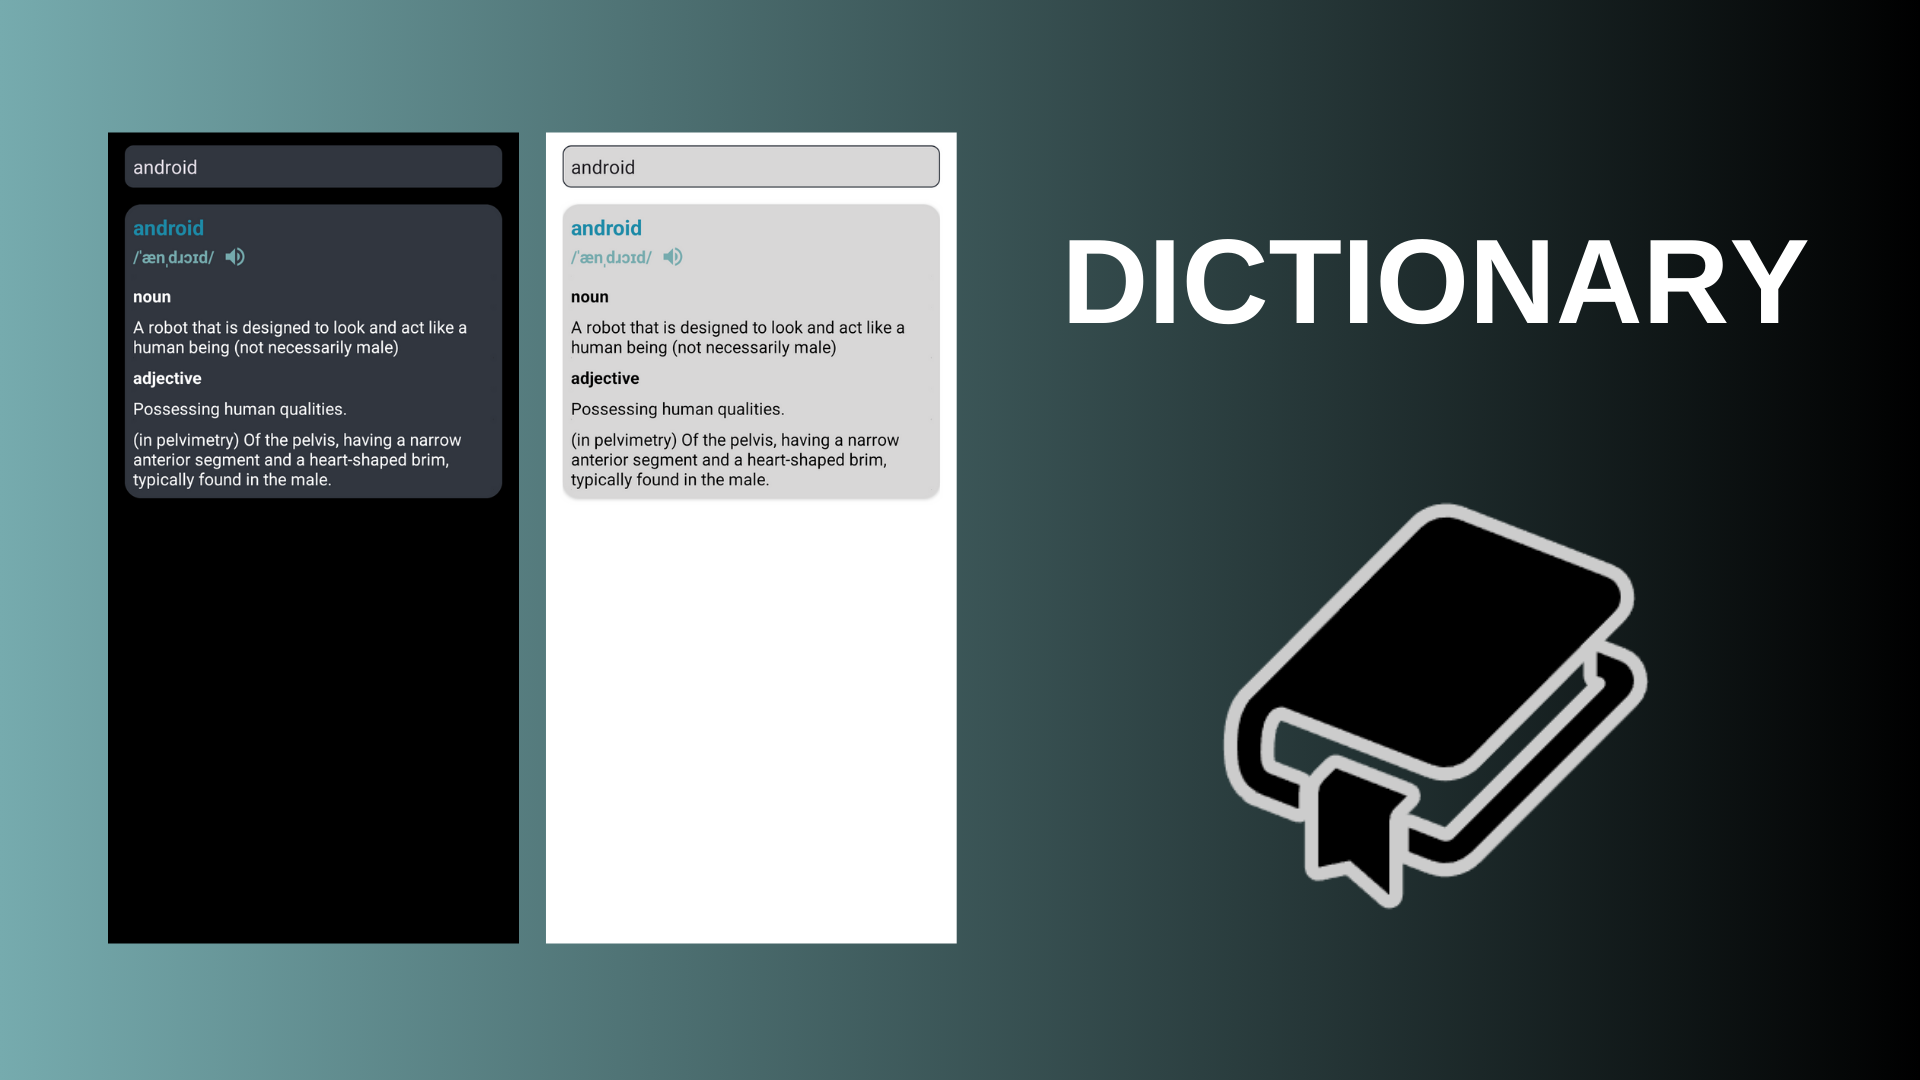 android
android
/ˈænˌdɹɔɪd/
noun
A robot that is designed to look and act like a
human being (not necessarily male)
adjective
Possessing human qualities.
(in pelvimetry) Of the pelvis, having a narrow
anterior segment and a heart-shaped brim,
typically found in the male.
android
android
/ˈænˌdɹɔɪd/
noun
A robot that is designed to look and act like a
human being (not necessarily male)
adjective
Possessing human qualities.
(in pelvimetry) Of the pelvis, having a narrow
anterior segment and a heart-shaped brim,
typically found in the male.
DICTIONARY